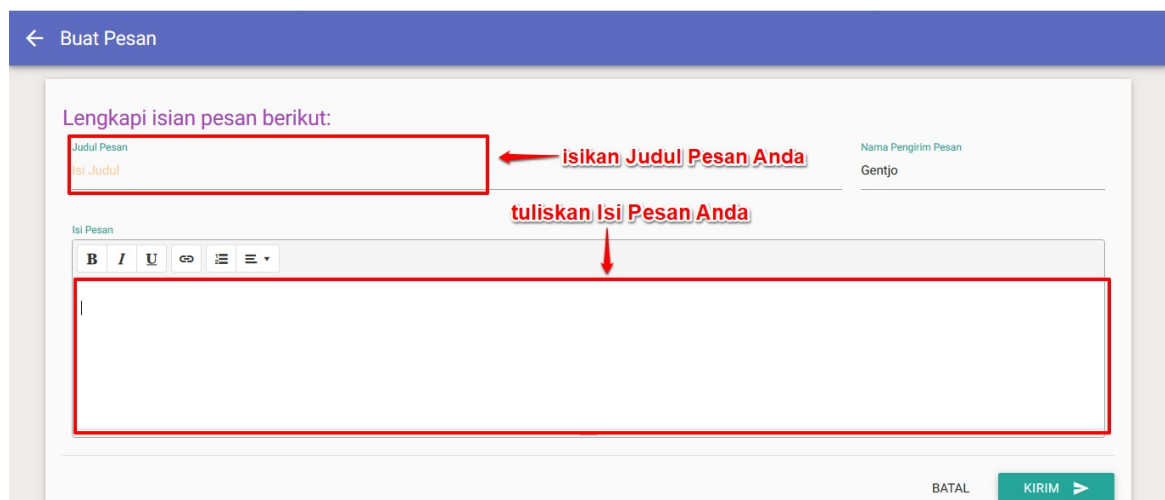 Buat Pesan
Lengkapi isian pesan berikut:
Judul Pesan
Isi Judul
isikan Judul Pesan Anda
Nama Pengirim Pesan
Gentjo
tuliskan Isi Pesan Anda
Isi Pesan
B I U
BATAL KIRIM